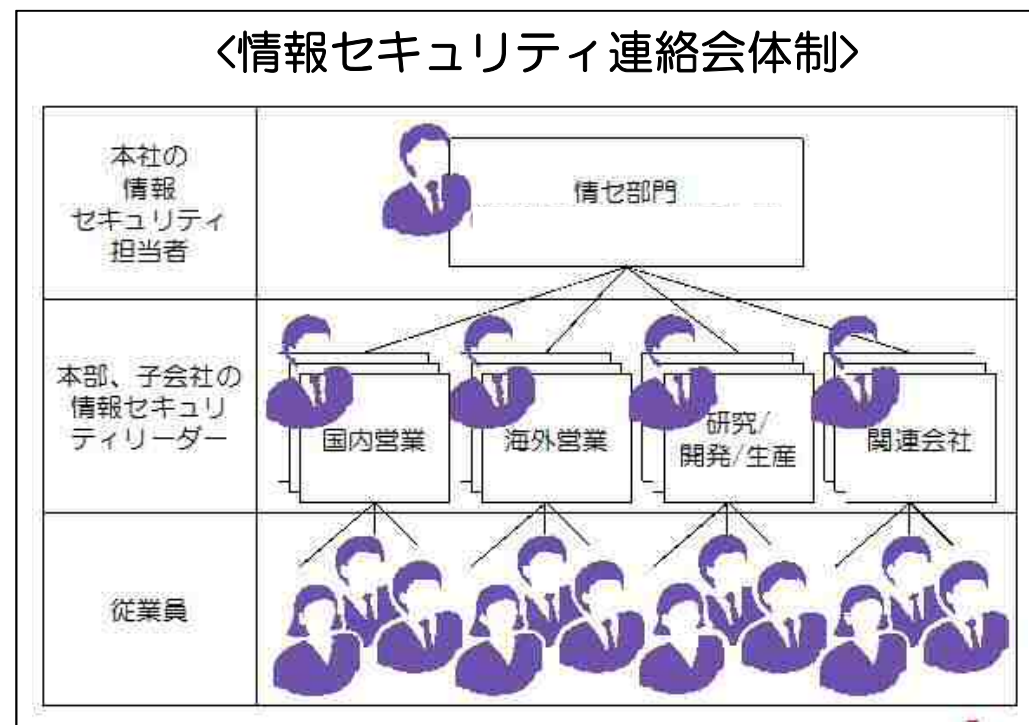 <情報セキュリティ連絡会体制>
本社の
情報
セキュリティ
担当者
情セ部門
本部、子会社の
情報セキュリ
ティリーダー
国内営業
海外営業
研究/
開発/生産
関連会社
従業員